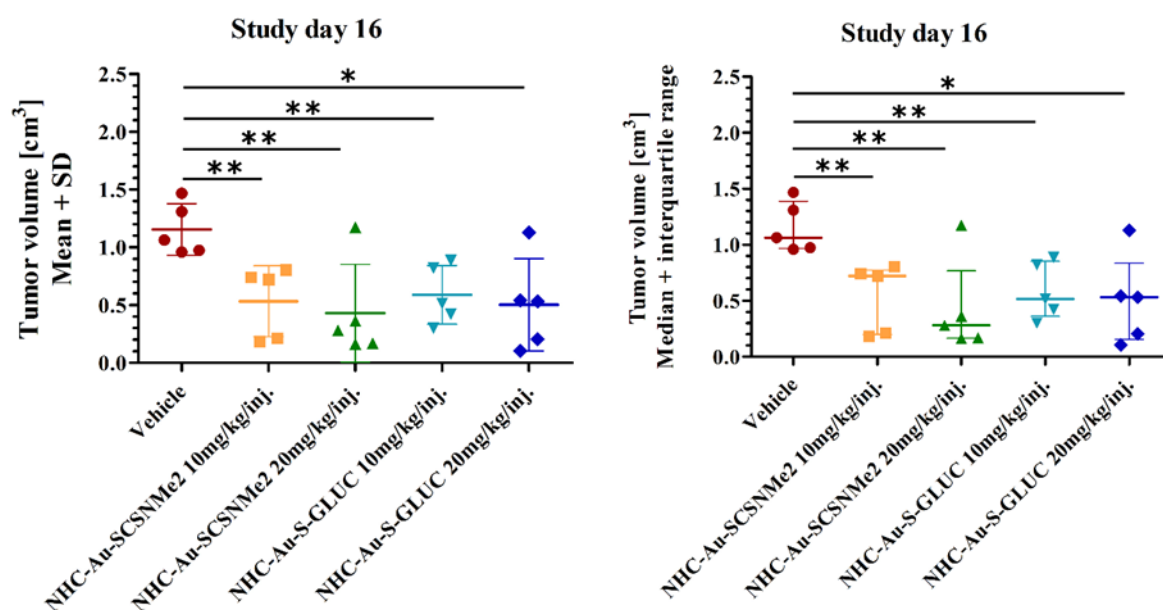 Study day 16
Tumor volume [cm³]
Mean + SD
2.5
2.0
1.5
1.0
0.5
0.0
*
**
**
**
Vehicle
NHC-Au-SCSNMe2 10mg/kg/inj.
NHC-Au-SCSNMe2 20mg/kg/inj.
NHC-Au-S-GLUC 10mg/kg/inj.
NHC-Au-S-GLUC 20mg/kg/inj.
Study day 16
Tumor volume [cm³]
Median + interquartile range
2.5
2.0
1.5
1.0
0.5
0.0
*
**
**
**
Vehicle
NHC-Au-SCSNMe2 10mg/kg/inj.
NHC-Au-SCSNMe2 20mg/kg/inj.
NHC-Au-S-GLUC 10mg/kg/inj.
NHC-Au-S-GLUC 20mg/kg/inj.